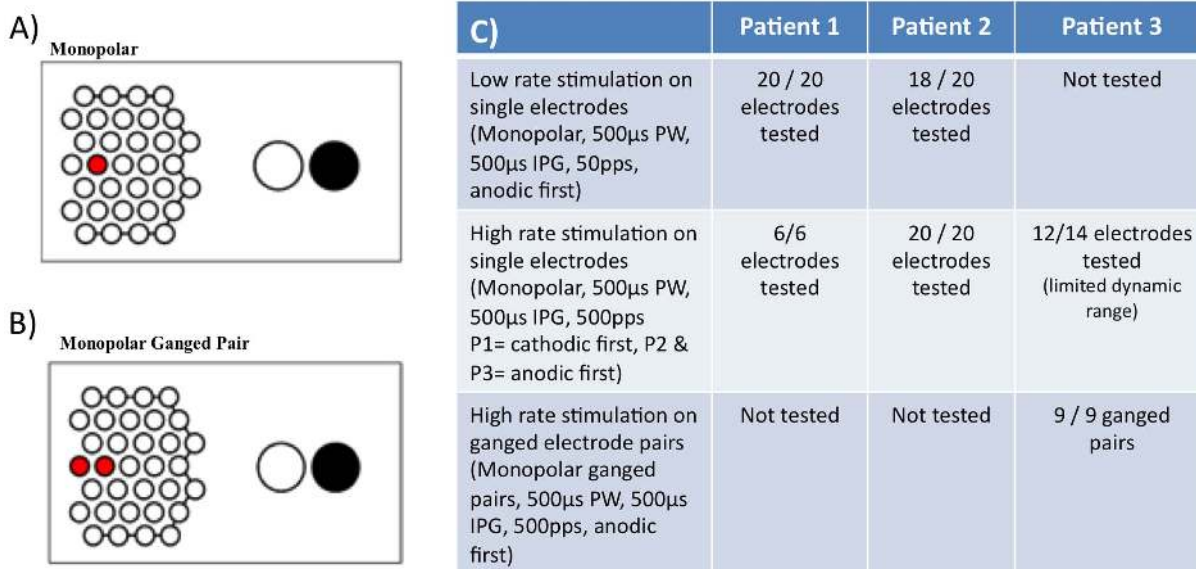 A)
Monopolar
B)
Monopolar Ganged Pair
C)
Patient 1
Patient 2
Patient 3
Low rate stimulation on
single electrodes
(Monopolar, 500µs PW,
500µs IPG, 50pps,
anodic first)
20 / 20
electrodes
tested
18 / 20
electrodes
tested
Not tested
High rate stimulation on
single electrodes
(Monopolar, 500µs PW,
500µs IPG, 500pps
P1= cathodic first, P2 &
P3= anodic first)
6/6
electrodes
tested
20 / 20
electrodes
tested
12/14 electrodes
tested
(limited dynamic
range)
High rate stimulation on
ganged electrode pairs
(Monopolar ganged
pairs, 500µs PW, 500µs
IPG, 500pps, anodic
first)
Not tested
Not tested
9 / 9 ganged
pairs